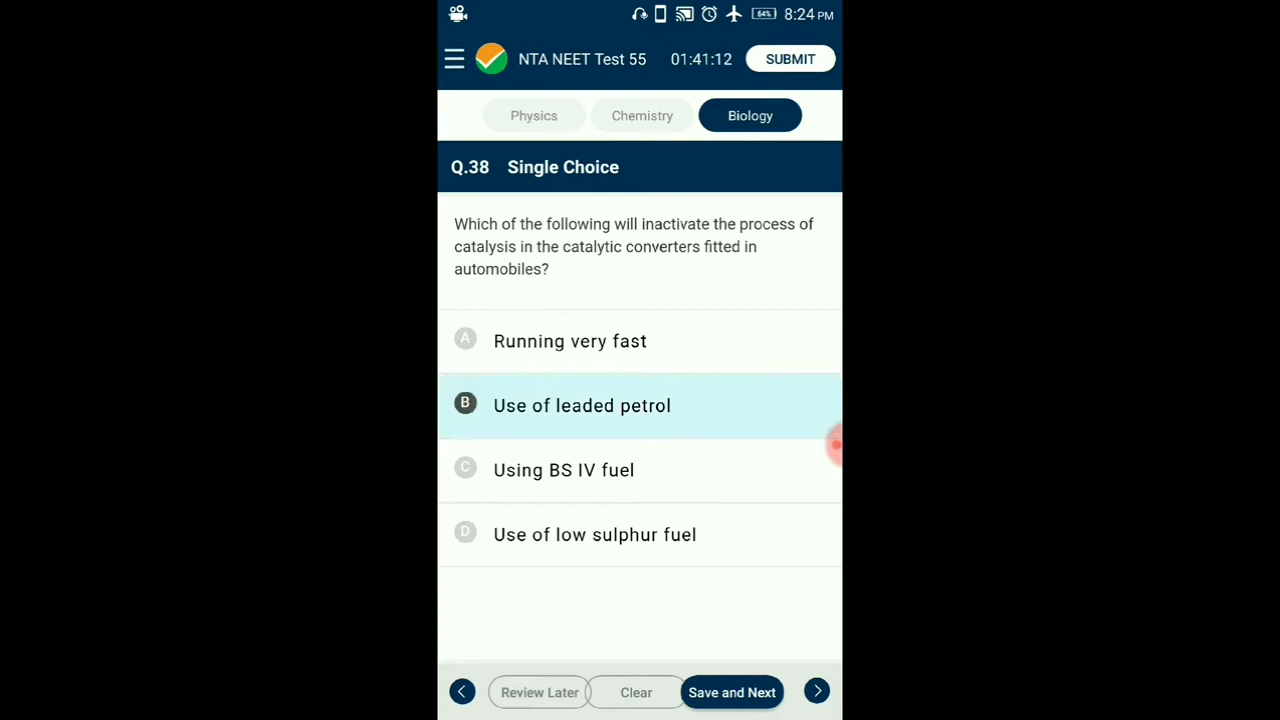 64% 8:24 PM
NTA NEET Test 55 01:41:12 SUBMIT
Physics Chemistry Biology
Q.38 Single Choice
Which of the following will inactivate the process of
catalysis in the catalytic converters fitted in
automobiles?
A Running very fast
B Use of leaded petrol
C Using BS IV fuel
D Use of low sulphur fuel
Review Later Clear Save and Next